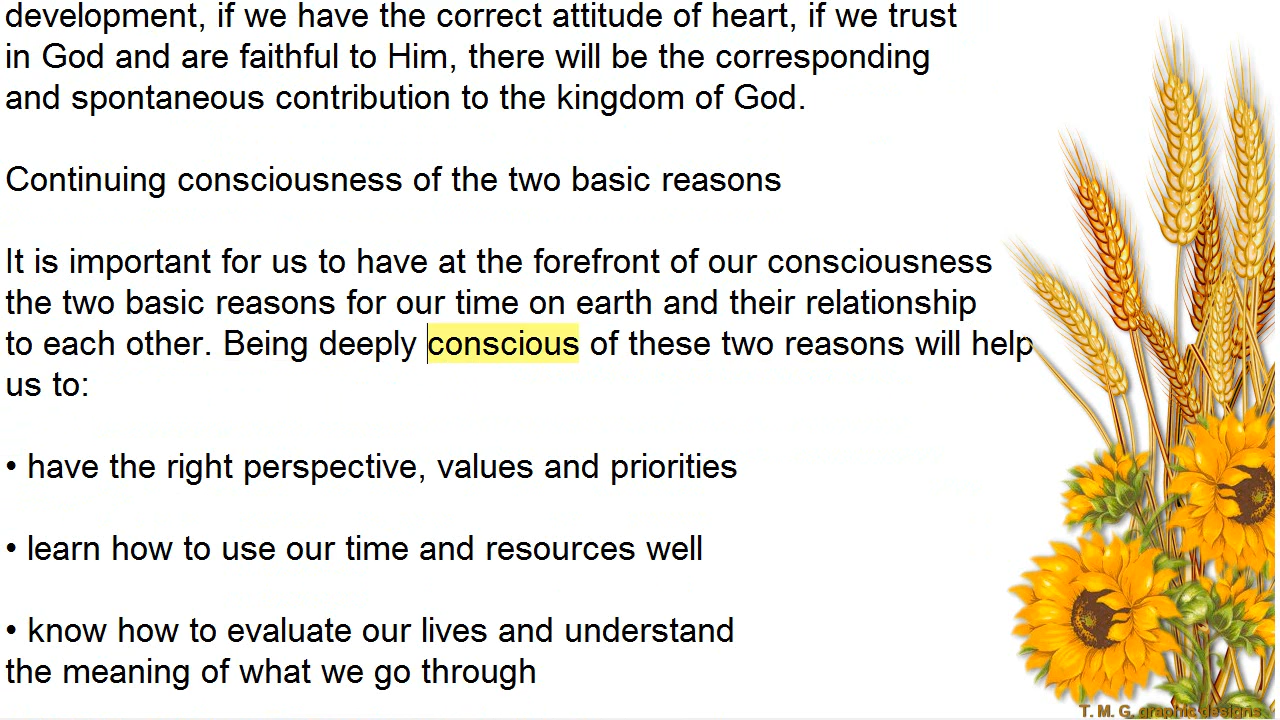 development, if we have the correct attitude of heart, if we trust
in God and are faithful to Him, there will be the corresponding
and spontaneous contribution to the kingdom of God.
Continuing consciousness of the two basic reasons
It is important for us to have at the forefront of our consciousness
the two basic reasons for our time on earth and their relationship
to each other. Being deeply conscious of these two reasons will help
us to:
• have the right perspective, values and priorities
• learn how to use our time and resources well
• know how to evaluate our lives and understand
the meaning of what we go through
T. M. G. graphic designs